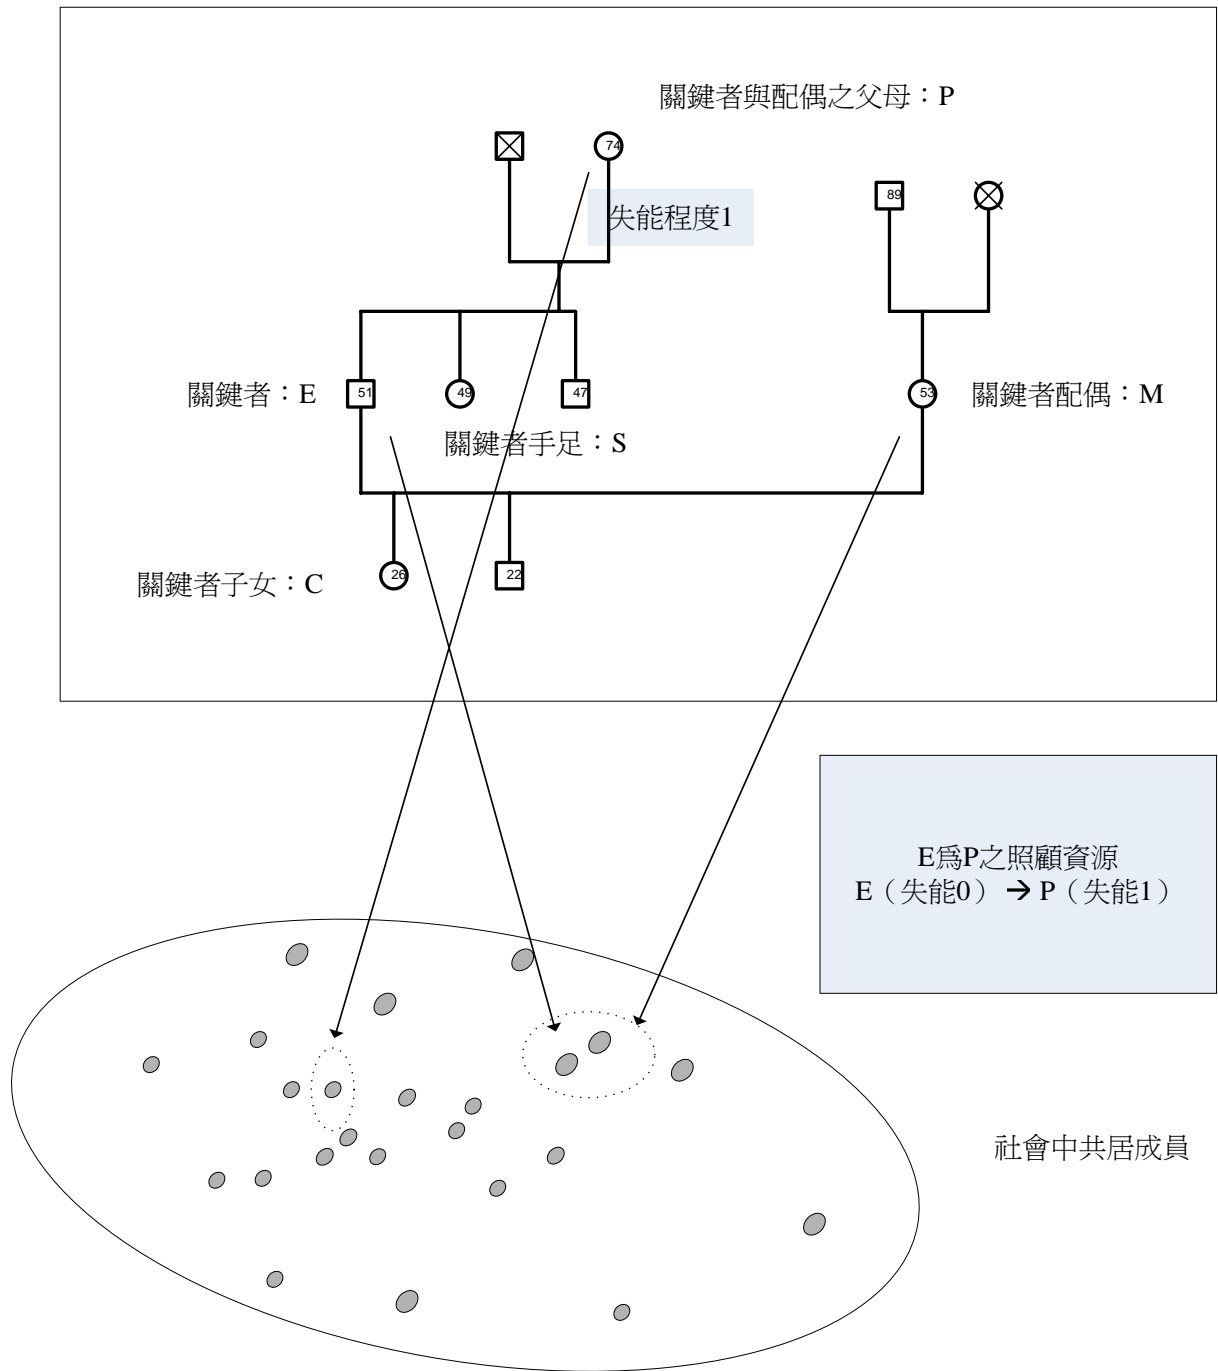 關鍵者與配偶之父母：P
74
89
失能程度1
關鍵者：E
51
49
47
53
關鍵者配偶：M
關鍵者手足：S
關鍵者子女：C
26
22
E爲P之照顧資源
E（失能0）→ P（失能1）
社會中共居成員